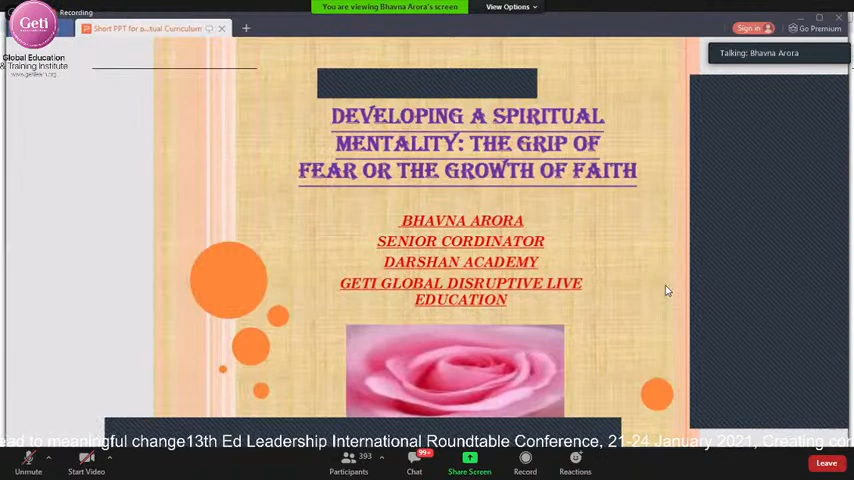 Geti
Recording
You are viewing Bhavna Arora's screen
View Options
Short PPT for a...tual Curriculum
Sign in
Go Premium
Global Education
& Training Institute
www.getilearn.org
Talking: Bhavna Arora
DEVELOPING A SPIRITUAL
MENTALITY: THE GRIP OF
FEAR OR THE GROWTH OF FAITH
BHAVNA ARORA
SENIOR CORDINATOR
DARSHAN ACADEMY
GETI GLOBAL DISRUPTIVE LIVE
EDUCATION
ead to meaningful change13th Ed Leadership International Roundtable Conference, 21-24 January 2021, Creating con
393
99+
Unmute
Start Video
Participants
Chat
Share Screen
Record
Reactions
Leave